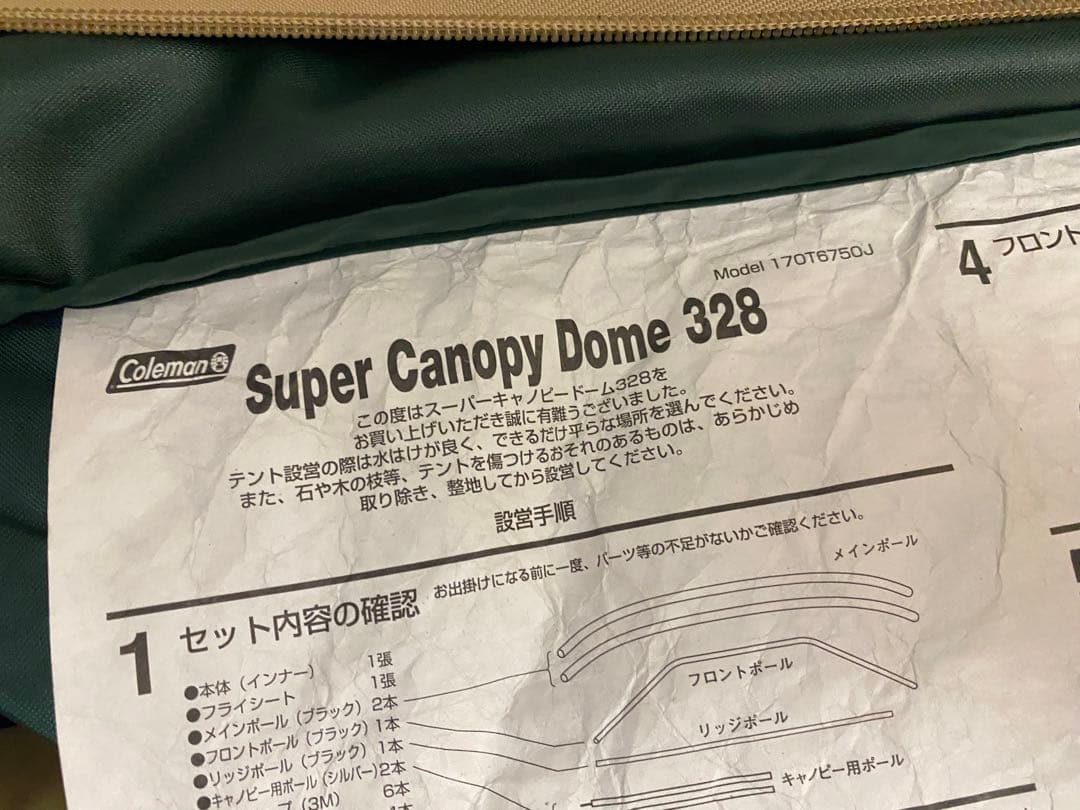 Model 170T6750J
Coleman
Super Canopy Dome 328
この度はスーパーキャノピードーム328を
お買い上げいただき誠に有難うございました。
テント設営の際は水はけが良く、できるだけ平らな場所を選んでください。
また、石や木の枝等、テントを傷つけるおそれのあるものは、あらかじめ
取り除き、整地してから設営してください。
設営手順
1 セット内容の確認
お出掛けになる前に一度、パーツ等の不足がないかご確認ください。
●本体（インナー） 1張
●フライシート 1張
●メインポール（ブラック） 2本
●フロントポール（ブラック） 1本
●リッジポール（ブラック） 1本
●キャノピー用ポール（シルバー） 2本
プ（3M） 6本
メインポール
フロントポール
リッジポール
キャノピー用ポール
4 フロント